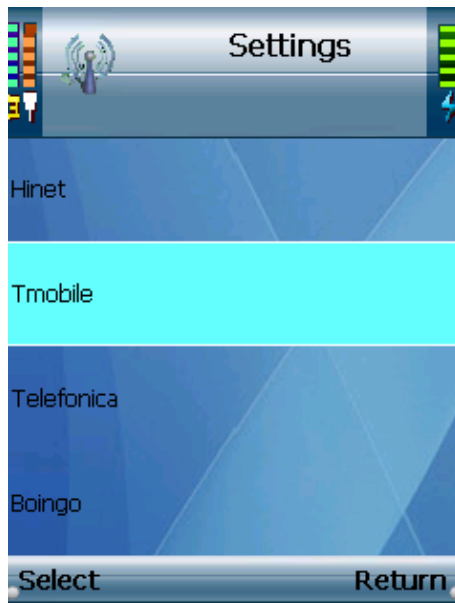 Settings
Hinet
Tmobile
Telefonica
Boingo
Select Return